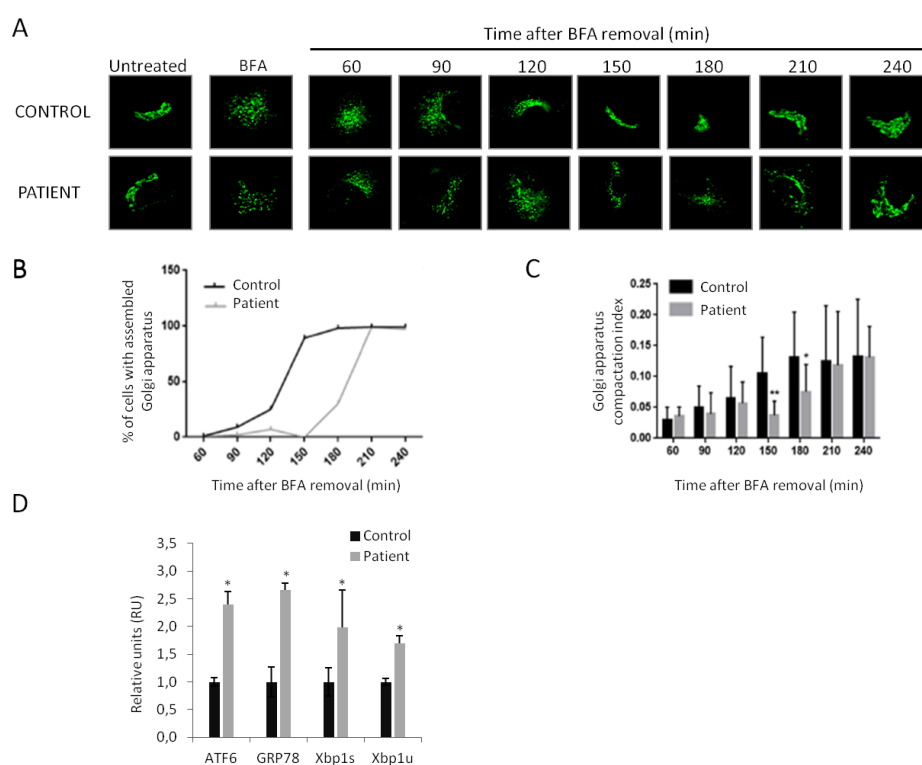 A
Time after BFA removal (min)
Untreated BFA 60 90 120 150 180 210 240
CONTROL
PATIENT
B
150
100
50
0
% of cells with assembled
Golgi apparatus
Control
Patient
60 90 120 150 180 210 240
Time after BFA removal (min)
C
0.25
0.20
0.15
0.10
0.05
0.00
Golgi apparatus
compactation index
Control
Patient
** *
60 90 120 150 180 210 240
Time after BFA removal (min)
D
Control
Patient
3,5
3,0
2,5
2,0
1,5
1,0
0,5
0,0
Relative units (RU)
* * * *
ATF6 GRP78 Xbp1s Xbp1u